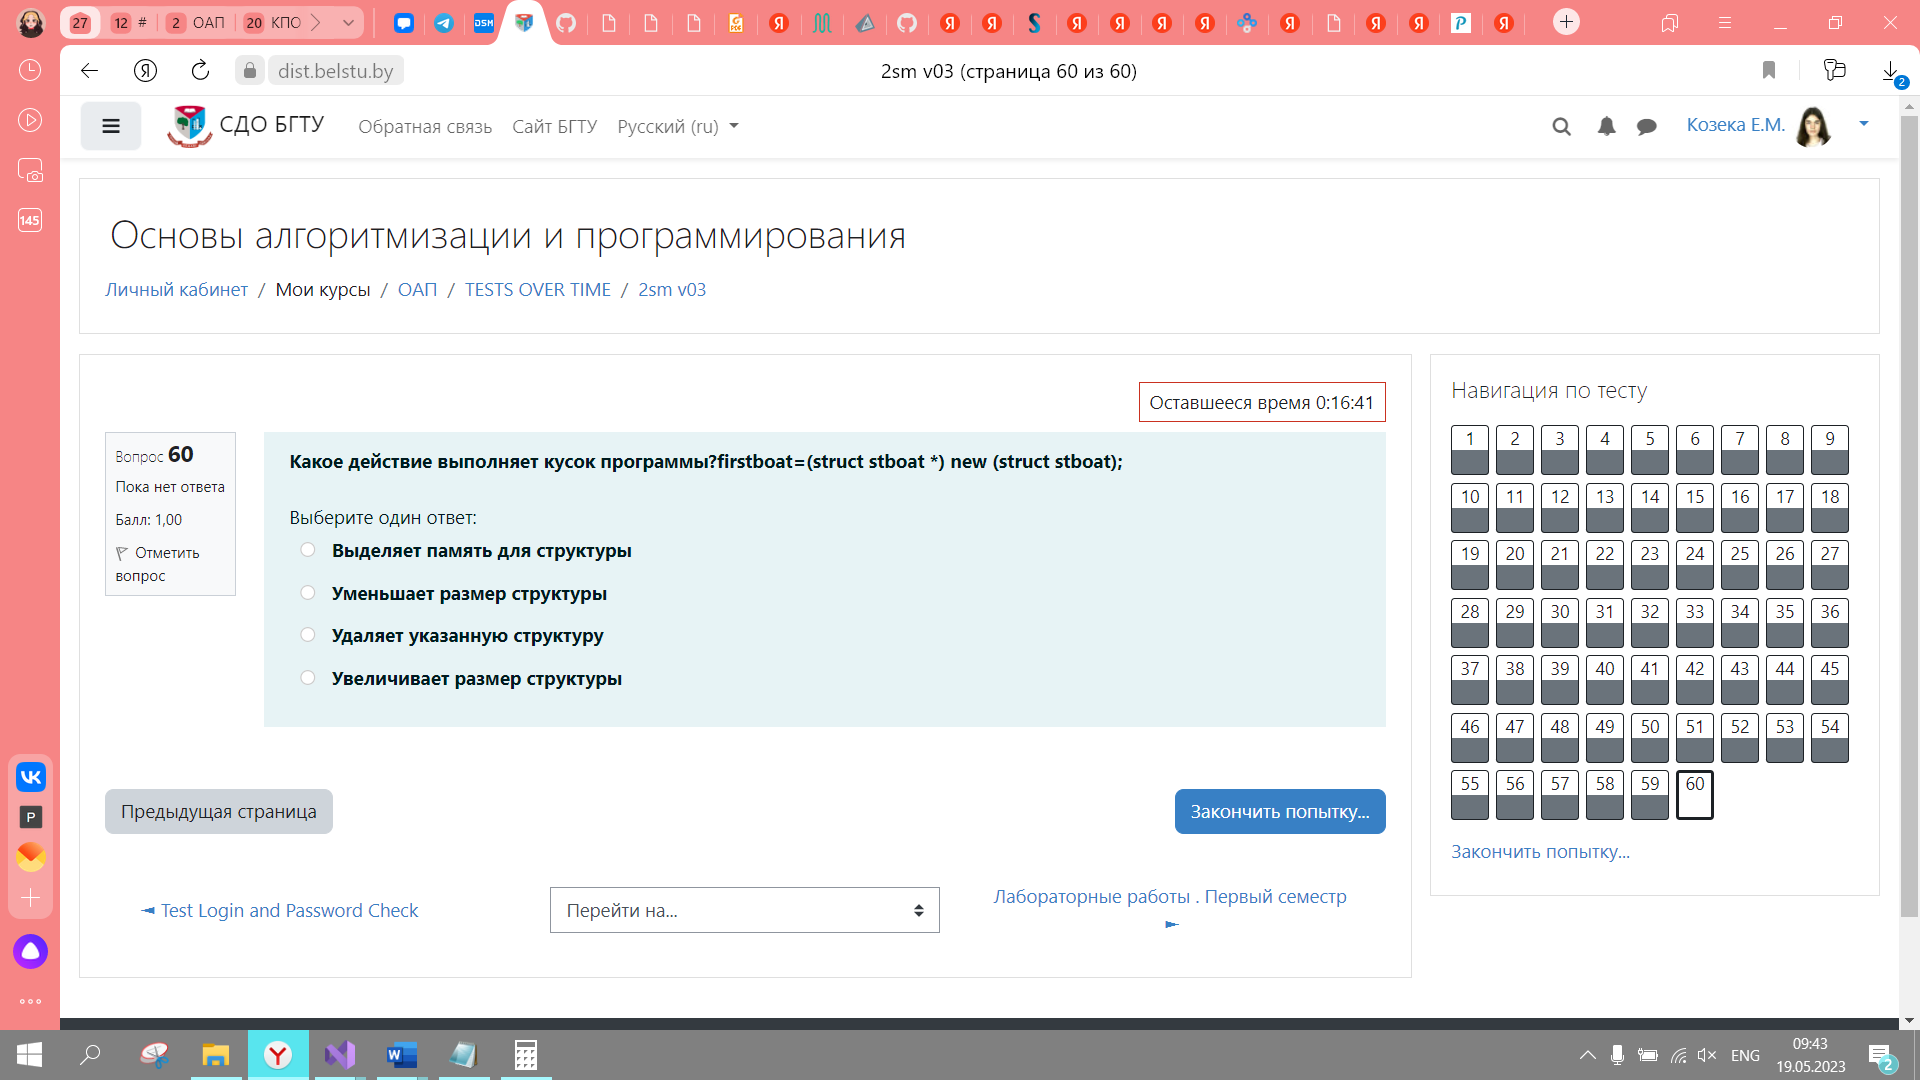 27
12 #
2 ОАП
20 КПО
DSM
dist.belstu.by
2sm v03 (страница 60 из 60)
2
145
СДО БГТУ
Обратная связь
Сайт БГТУ
Русский (ru)
Козека Е.М.
Основы алгоритмизации и программирования
Личный кабинет / Мои курсы / ОАП / TESTS OVER TIME / 2sm v03
Оставшееся время 0:16:41
Вопрос 60
Пока нет ответа
Балл: 1,00
Отметить
вопрос
Какое действие выполняет кусок программы?firstboat=(struct stboat *) new (struct stboat);
Выберите один ответ:
Выделяет память для структуры
Уменьшает размер структуры
Удаляет указанную структуру
Увеличивает размер структуры
Предыдущая страница
Закончить попытку...
◄ Test Login and Password Check
Перейти на...
Лабораторные работы . Первый семестр
►
Навигация по тесту
1 2 3 4 5 6 7 8 9
10 11 12 13 14 15 16 17 18
19 20 21 22 23 24 25 26 27
28 29 30 31 32 33 34 35 36
37 38 39 40 41 42 43 44 45
46 47 48 49 50 51 52 53 54
55 56 57 58 59 60
Закончить попытку...
ENG
09:43
19.05.2023
2